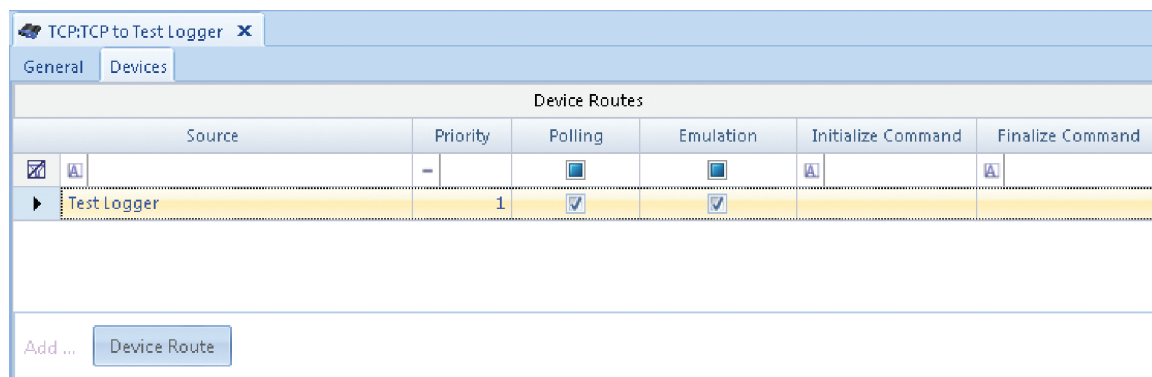 TCP:TCP to Test Logger X
General Devices
Device Routes
Source Priority Polling Emulation Initialize Command Finalize Command
A A A
Test Logger 1
Add ... Device Route